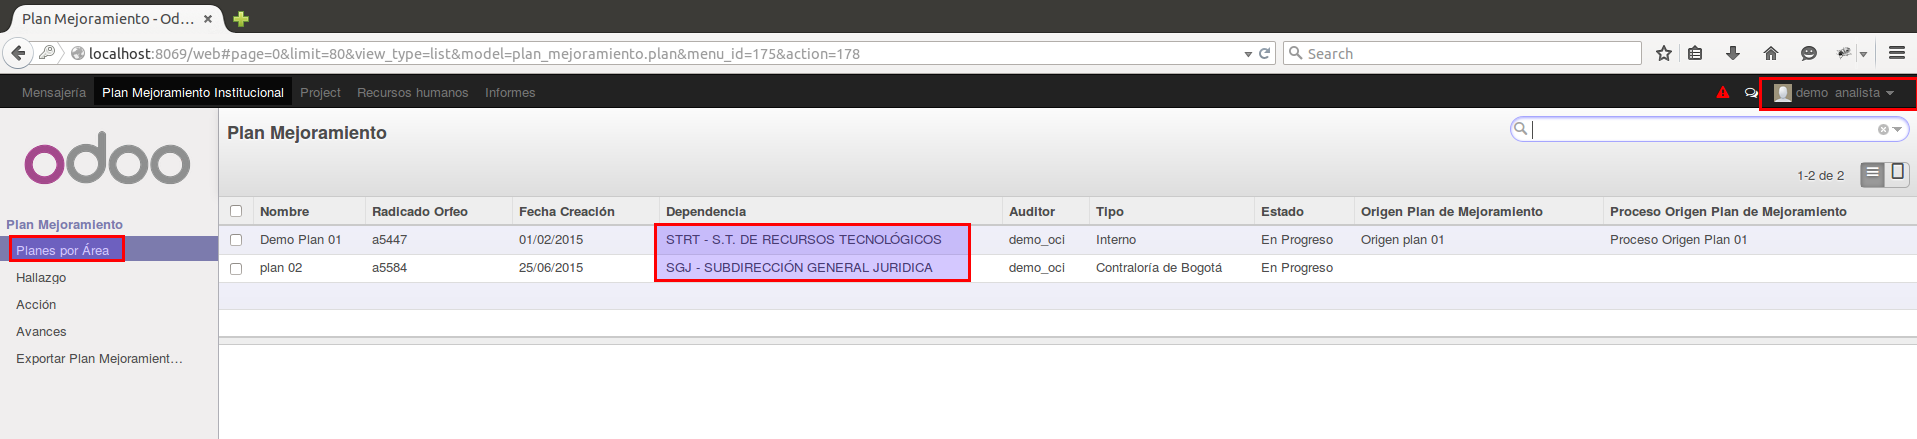 Plan Mejoramiento - Od...
localhost:8069/web#page=0&limit=80&view_type=list&model=plan_mejoramiento.plan&menu_id=175&action=178
Search
Mensajería Plan Mejoramiento Institucional Project Recursos humanos Informes demo analista
odoo
Plan Mejoramiento
1-2 de 2
Plan Mejoramiento
Planes por Área
Hallazgo
Acción
Avances
Exportar Plan Mejoramient...
Nombre Radicado Orfeo Fecha Creación Dependencia Auditor Tipo Estado Origen Plan de Mejoramiento Proceso Origen Plan de Mejoramiento
Demo Plan 01 a5447 01/02/2015 STRT - S.T. DE RECURSOS TECNOLÓGICOS demo_oci Interno En Progreso Origen plan 01 Proceso Origen Plan 01
plan 02 a5584 25/06/2015 SGJ - SUBDIRECCIÓN GENERAL JURIDICA demo_oci Contraloría de Bogotá En Progreso